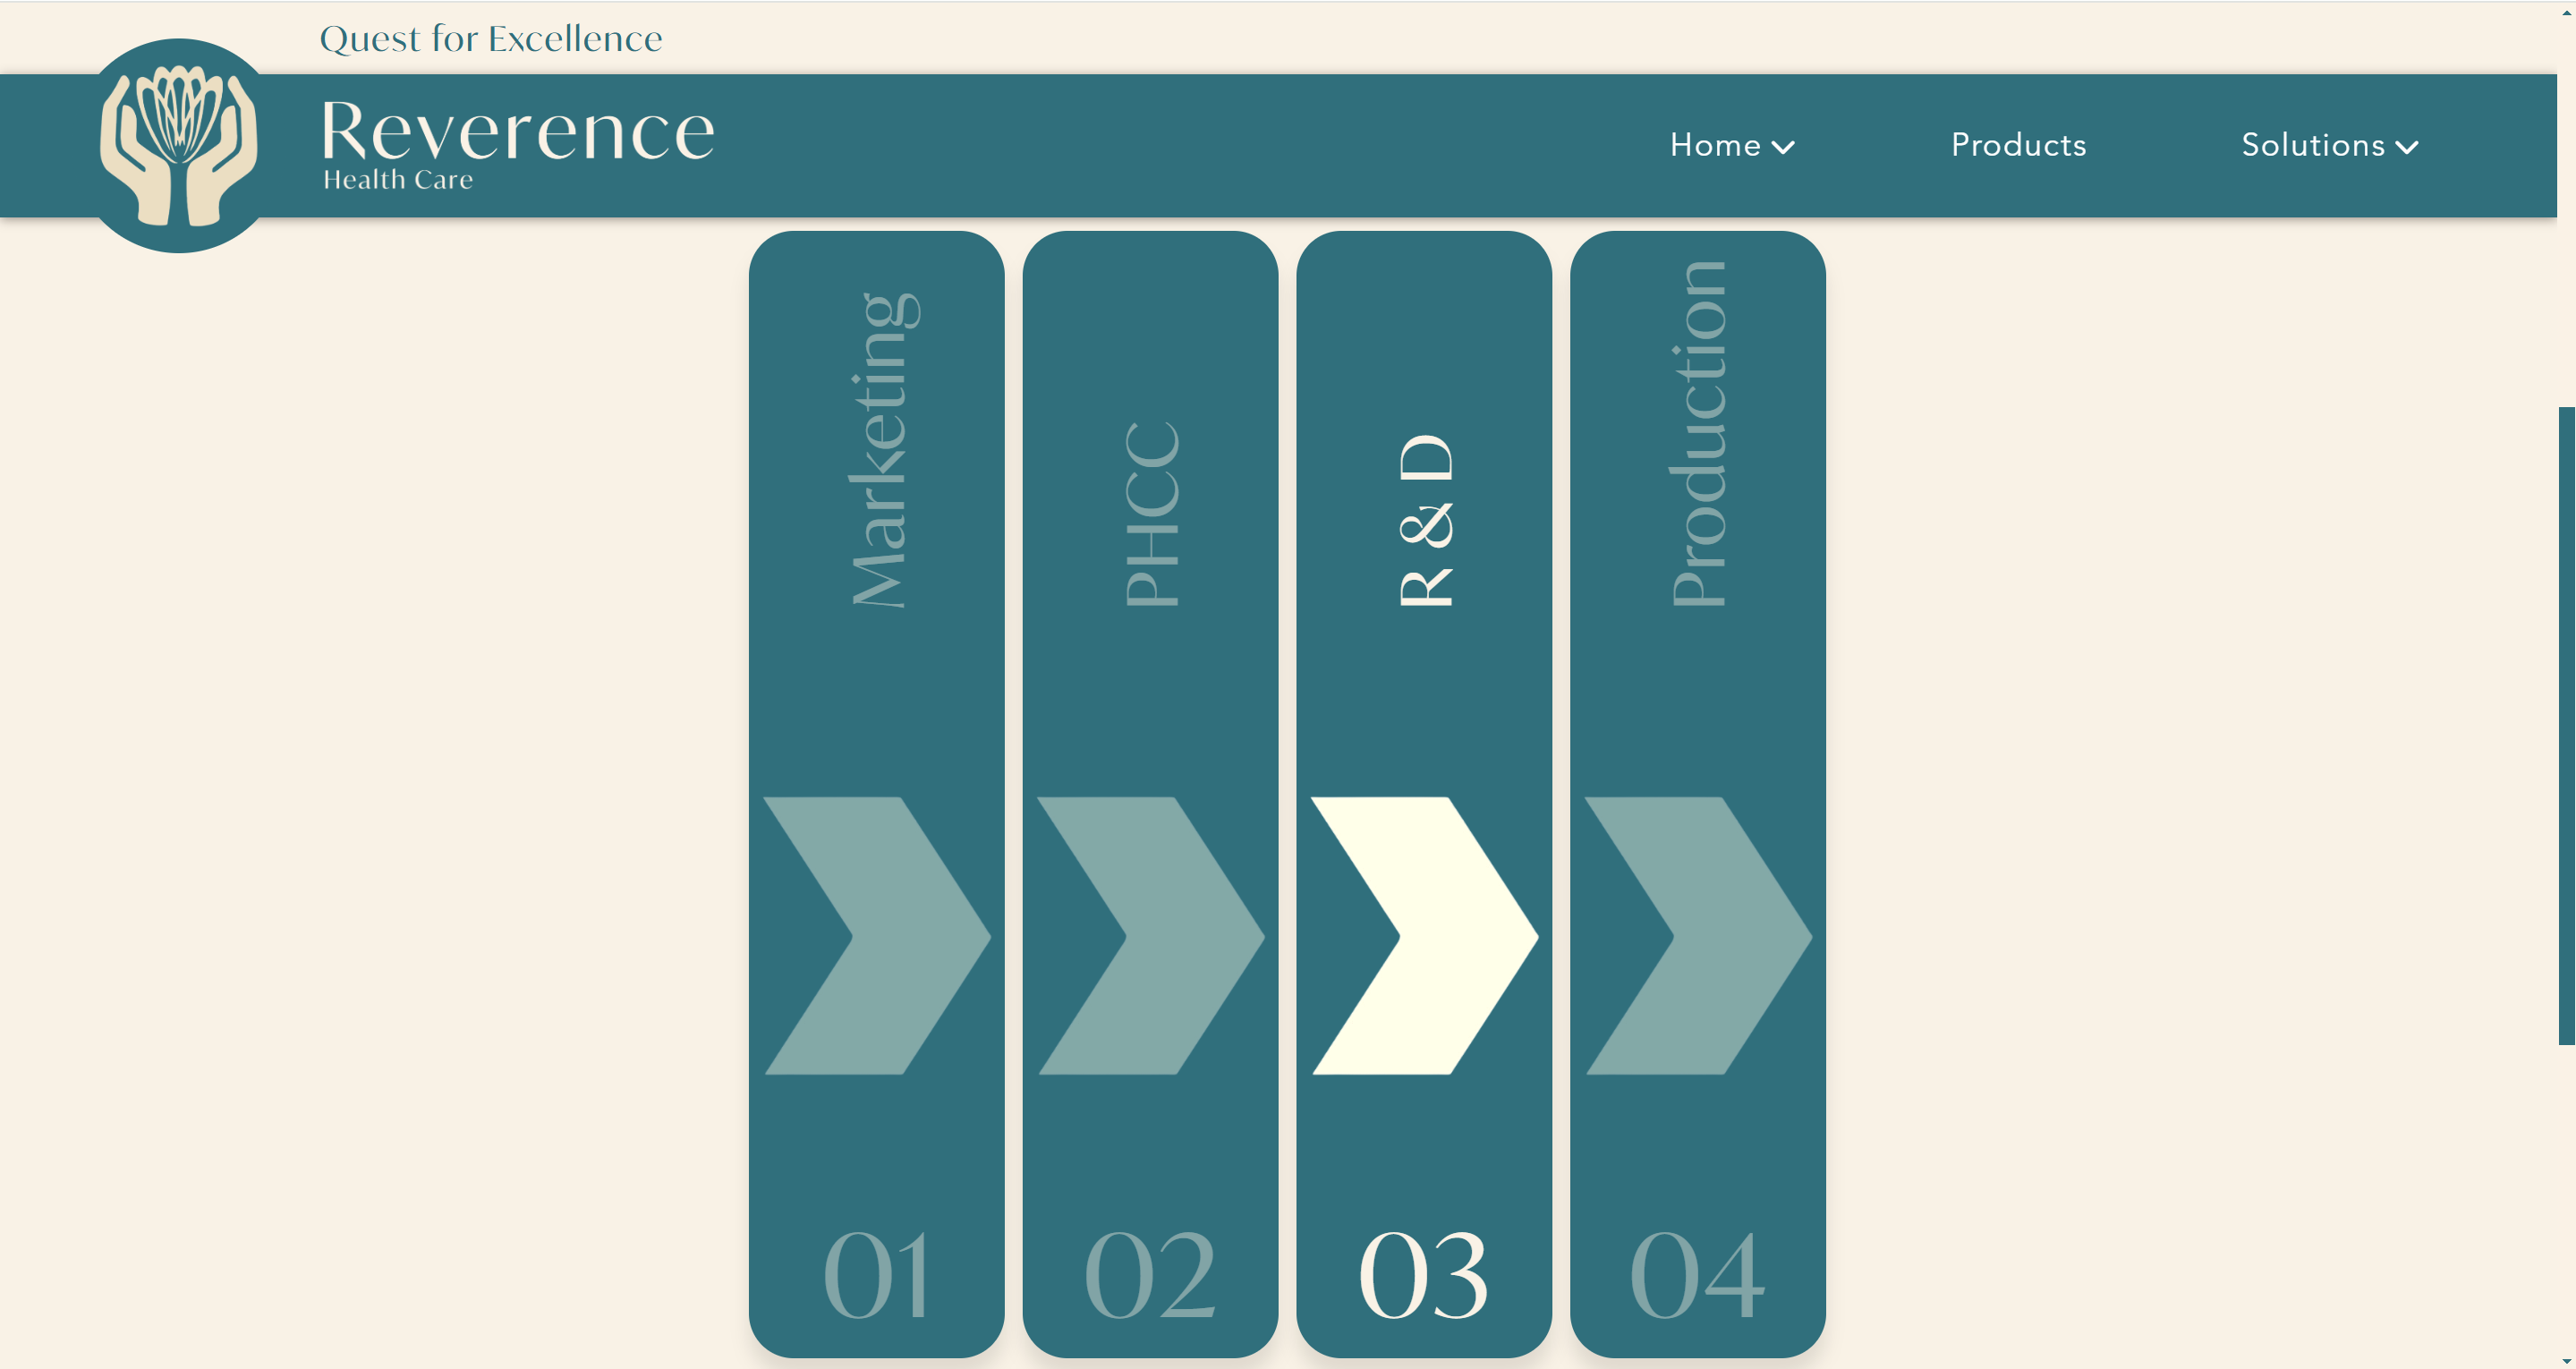 Quest for Excellence
Reverence
Health Care
Home
Products
Solutions
Marketing
PHCC
R & D
Production
01
02
03
04